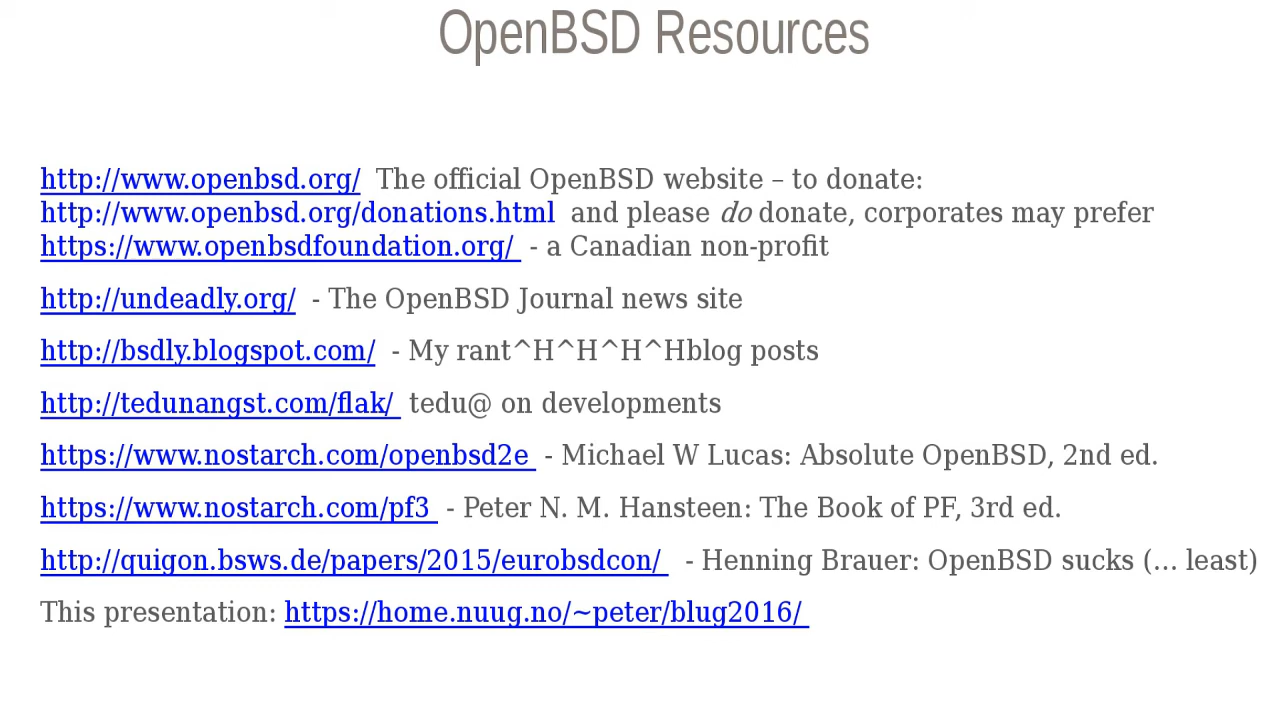 OpenBSD Resources
http://www.openbsd.org/ The official OpenBSD website – to donate:
http://www.openbsd.org/donations.html and please do donate, corporates may prefer
https://www.openbsdfoundation.org/ - a Canadian non-profit
http://undeadly.org/ - The OpenBSD Journal news site
http://bsdly.blogspot.com/ - My rant^H^H^H^Hblog posts
http://tedunangst.com/flak/ tedu@ on developments
https://www.nostarch.com/openbsd2e - Michael W Lucas: Absolute OpenBSD, 2nd ed.
https://www.nostarch.com/pf3 - Peter N. M. Hansteen: The Book of PF, 3rd ed.
http://quigon.bsws.de/papers/2015/eurobsdcon/ - Henning Brauer: OpenBSD sucks (... least)
This presentation: https://home.nuug.no/~peter/blug2016/